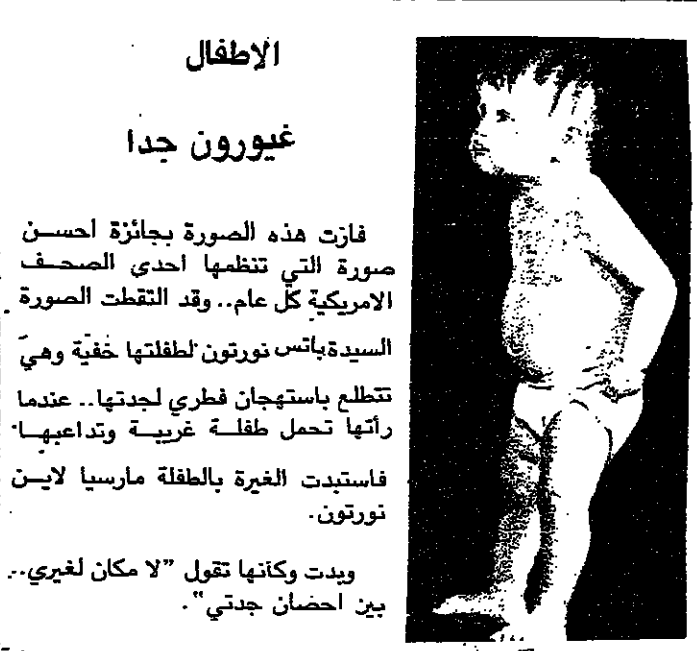 الاطفال
غيورون جدا
فازت هذه الصورة بجائزة احسن
صورة التي تنظمها احدى الصحف
الامريكية كل عام.. وقد التقطت الصورة
السيدة باتس نورتون لطفلتها خفية وهي
تتطلع باستهجان فطري لجدتها.. عندما
رأتها تحمل طفلة غريبة وتداعبها
فاستبدت الغيرة بالطفلة مارسيا لاين
نورتون.
وبدت وكأنها تقول "لا مكان لغيري..
بين احضان جدتي".